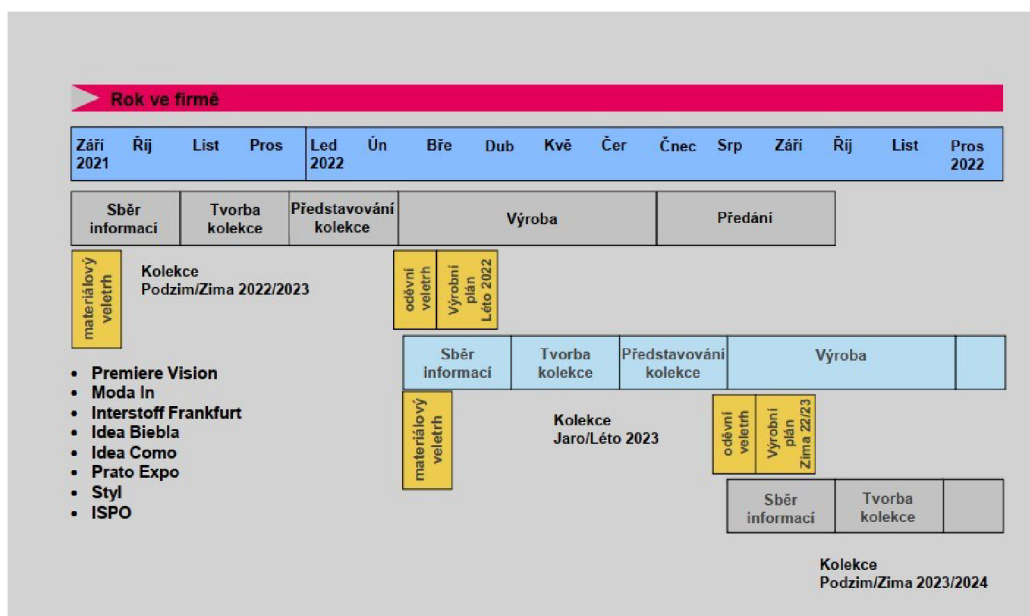 Rok ve firmě
Září Říj List Pros Led Ún Bře Dub Kvě Čer Čnec Srp Září Říj List Pros
2021 2022 2022
Sběr informací
Tvorba kolekce
Představování kolekce
Výroba
Předání
materiálový veletrh
Kolekce
Podzim/Zima 2022/2023
oděvní veletrh
Výrobní plán Léto 2022
Sběr informací
Tvorba kolekce
Představování kolekce
Výroba
• Premiere Vision
• Moda In
• Interstoff Frankfurt
• Idea Biebla
• Idea Como
• Prato Expo
• Styl
• ISPO
materiálový veletrh
Kolekce
Jaro/Léto 2023
oděvní veletrh
Výrobní plán Zima 22/23
Sběr informací
Tvorba kolekce
Kolekce
Podzim/Zima 2023/2024